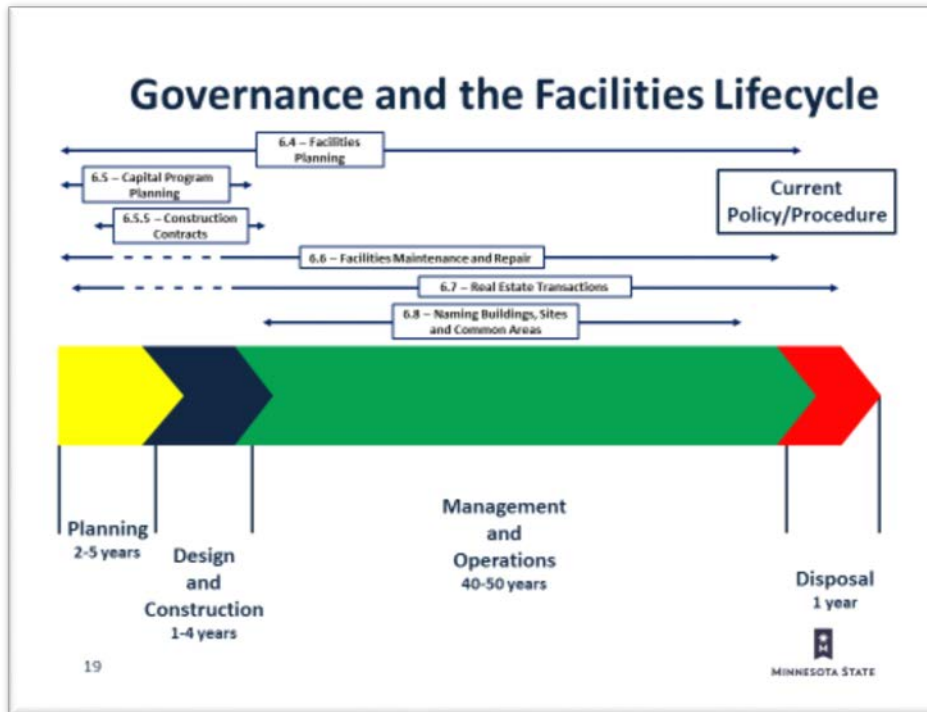 Governance and the Facilities Lifecycle
6.4 – Facilities
Planning
6.5 – Capital Program
Planning
Current
Policy/Procedure
6.5.5 – Construction
Contracts
6.6 – Facilities Maintenance and Repair
6.7 – Real Estate Transactions
6.8 – Naming Buildings, Sites
and Common Areas
Planning
2-5 years
Design
and
Construction
1-4 years
Management
and
Operations
40-50 years
Disposal
1 year
19
M
MINNESOTA STATE